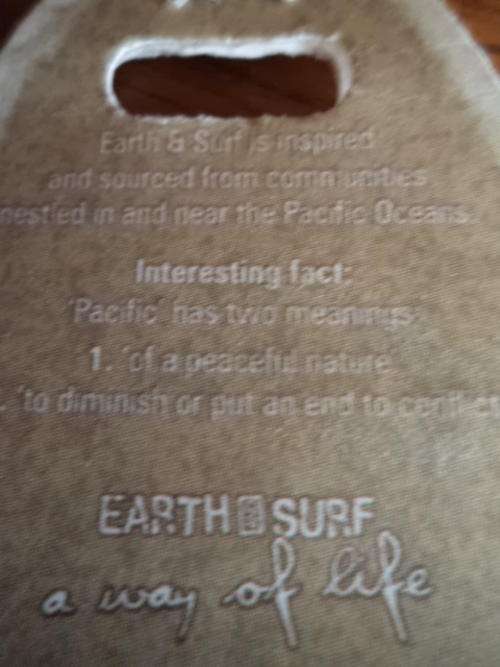 Earth & Surf is inspired
and sourced from communities
nestled in and near the Pacific Oceans.
Interesting fact:
'Pacific' has two meanings:
1. 'of a peaceful nature
. 'to diminish or put an end to conflict
EARTH & SURF
a way of life